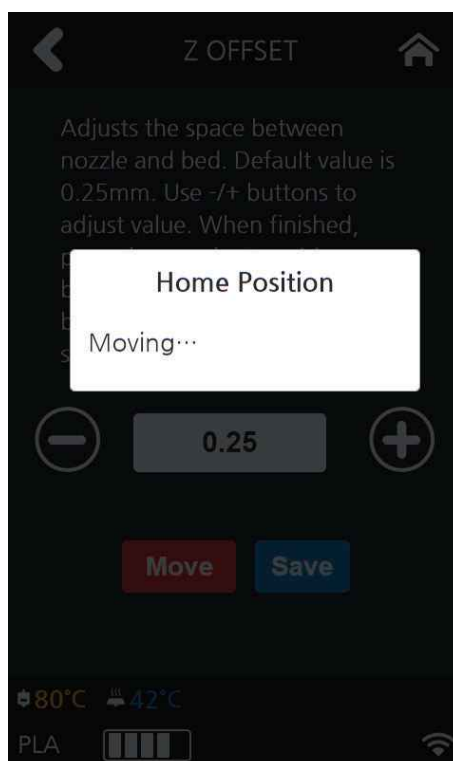 Z OFFSET
Adjusts the space between
nozzle and bed. Default value is
0.25mm. Use -/+ buttons to
adjust value. When finished,
Home Position
Moving…
0.25
Move Save
80°C 42°C
PLA